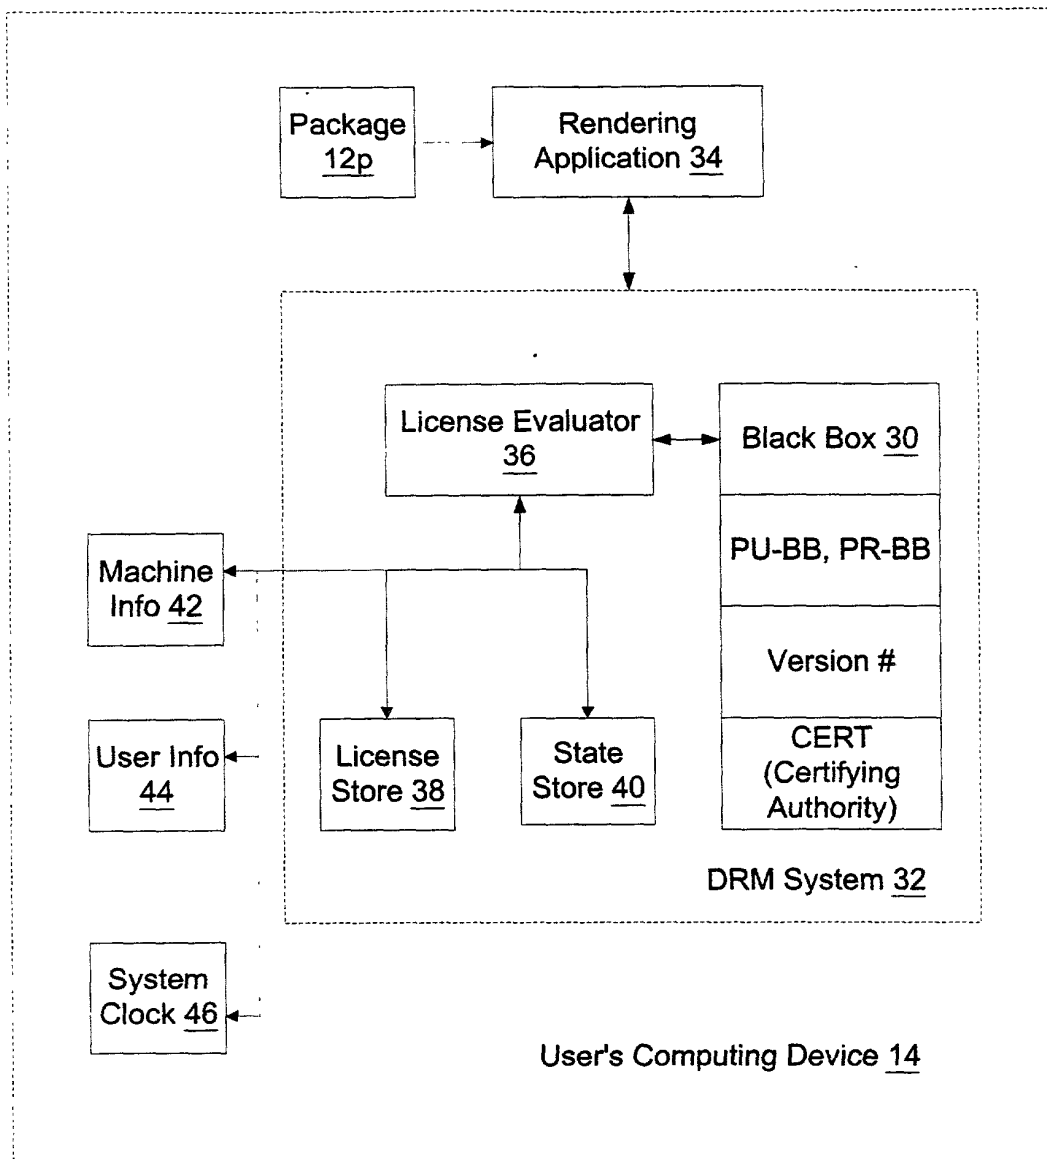 Package
12p
Rendering
Application 34
License Evaluator
36
Black Box 30
PU-BB, PR-BB
Version #
CERT
(Certifying
Authority)
Machine
Info 42
User Info
44
License
Store 38
State
Store 40
DRM System 32
System
Clock 46
User's Computing Device 14